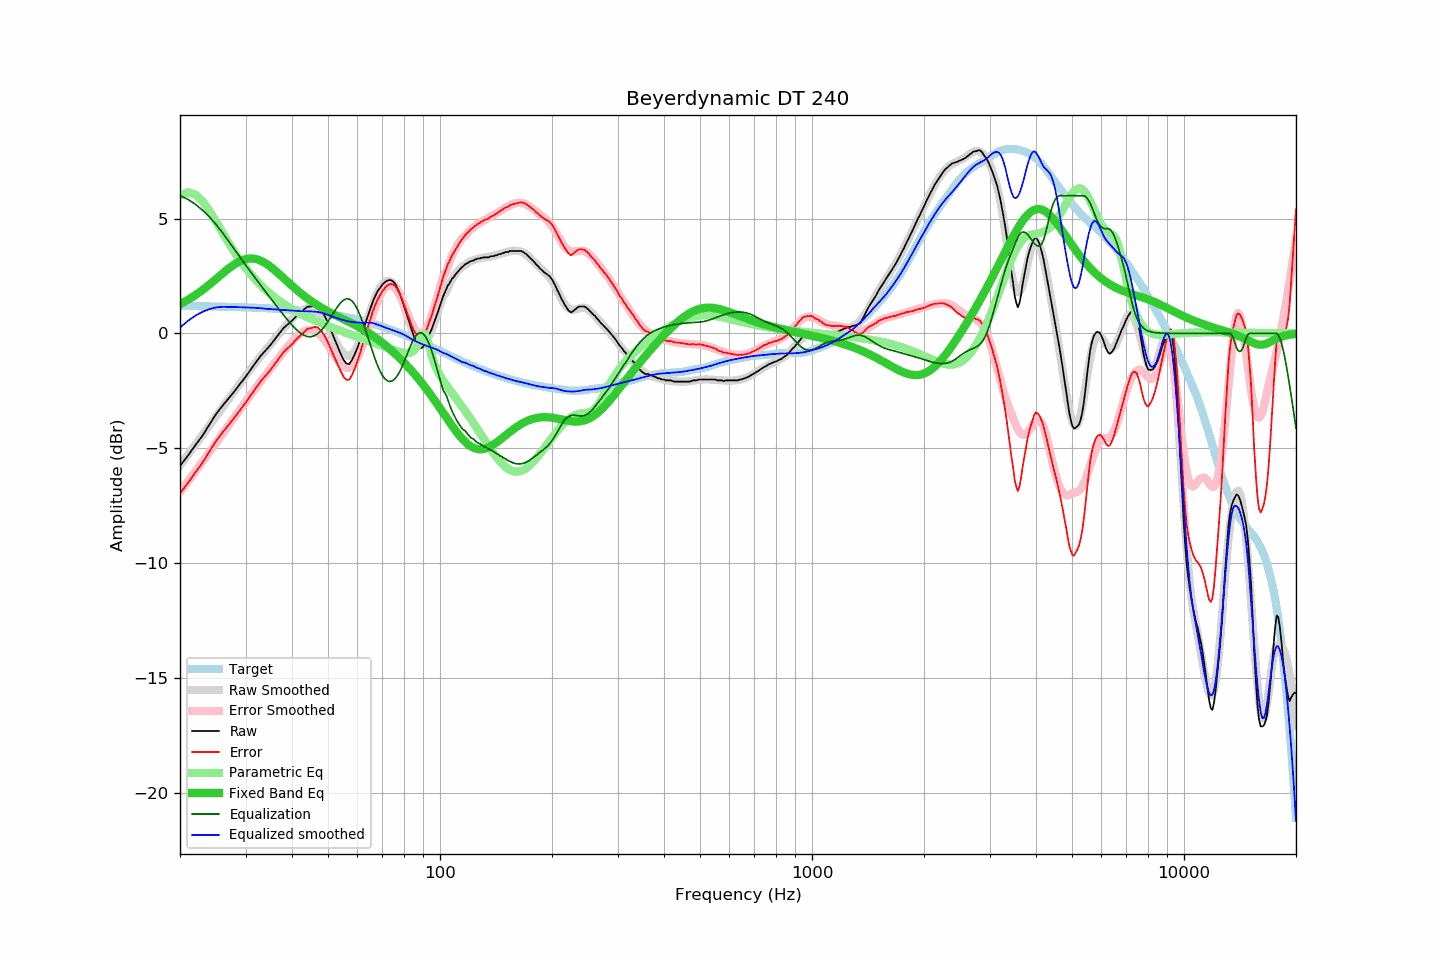 Beyerdynamic DT 240
Amplitude (dBr)
5
0
−5
−10
−15
−20
Target
Raw Smoothed
Error Smoothed
Raw
Error
Parametric Eq
Fixed Band Eq
Equalization
Equalized smoothed
100
1000
10000
Frequency (Hz)